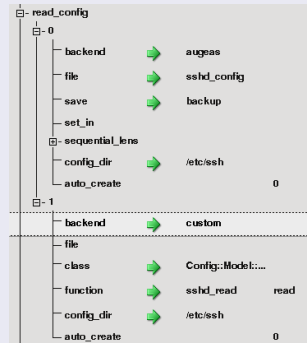 read_config
0
backend augeas
file sshd_config
save backup
set_in
sequential_lens
config_dir /etc/ssh
auto_create 0
1
backend custom
file
class Config::Model::...
function sshd_read read
config_dir /etc/ssh
auto_create 0